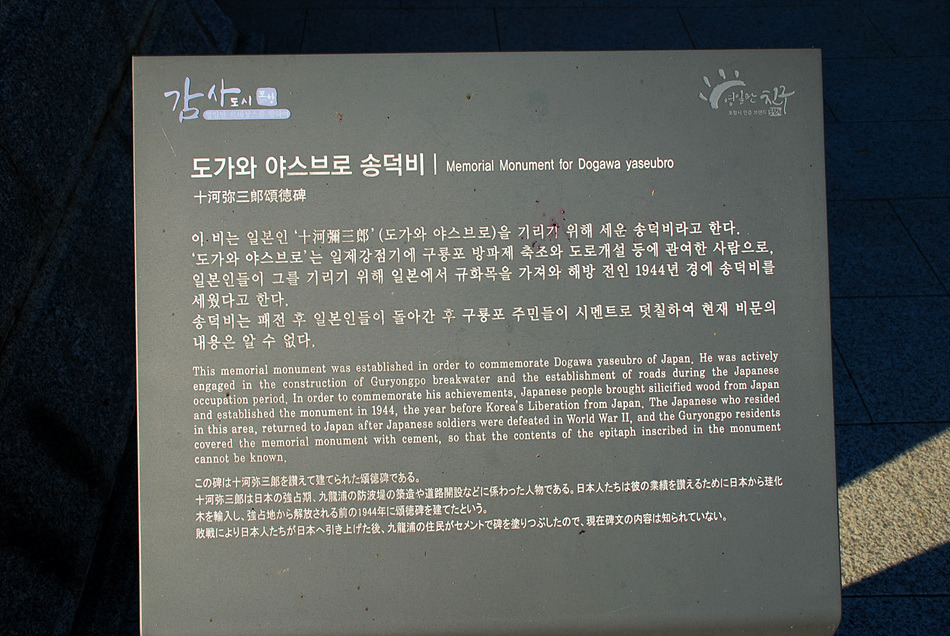 감사도시 포항
영일만 친구
포항시 인증 브랜드
도가와 야스브로 송덕비 | Memorial Monument for Dogawa yaseubro
十河弥三郎頌徳碑
이 비는 일본인 ‘十河彌三郎’(도가와 야스브로)을 기리기 위해 세운 송덕비라고 한다.
‘도가와 야스브로’는 일제강점기에 구룡포 방파제 축조와 도로개설 등에 관여한 사람으로,
일본인들이 그를 기리기 위해 일본에서 규화목을 가져와 해방 전인 1944년 경에 송덕비를
세웠다고 한다.
송덕비는 패전 후 일본인들이 돌아간 후 구룡포 주민들이 시멘트로 덧칠하여 현재 비문의
내용은 알 수 없다.
This memorial monument was established in order to commemorate Dogawa yaseubro of Japan. He was actively
engaged in the construction of Guryongpo breakwater and the establishment of roads during the Japanese
occupation period. In order to commemorate his achievements, Japanese people brought silicified wood from Japan
and established the monument in 1944, the year before Korea's Liberation from Japan. The Japanese who resided
in this area, returned to Japan after Japanese soldiers were defeated in World War II, and the Guryongpo residents
covered the memorial monument with cement, so that the contents of the epitaph inscribed in the monument
cannot be known.
この碑は十河弥三郎を讃えて建てられた頌徳碑である。
十河弥三郎は日本の強占期、九龍浦の防波堤の築造や道路開設などに係わった人物である。日本人たちは彼の業績を讃えるために日本から珪化
木を輸入し、強占地から解放される前の1944年に頌徳碑を建てたという。
敗戦により日本人たちが日本へ引き上げた後、九龍浦の住民がセメントで碑を塗りつぶしたので、現在碑文の内容は知られていない。